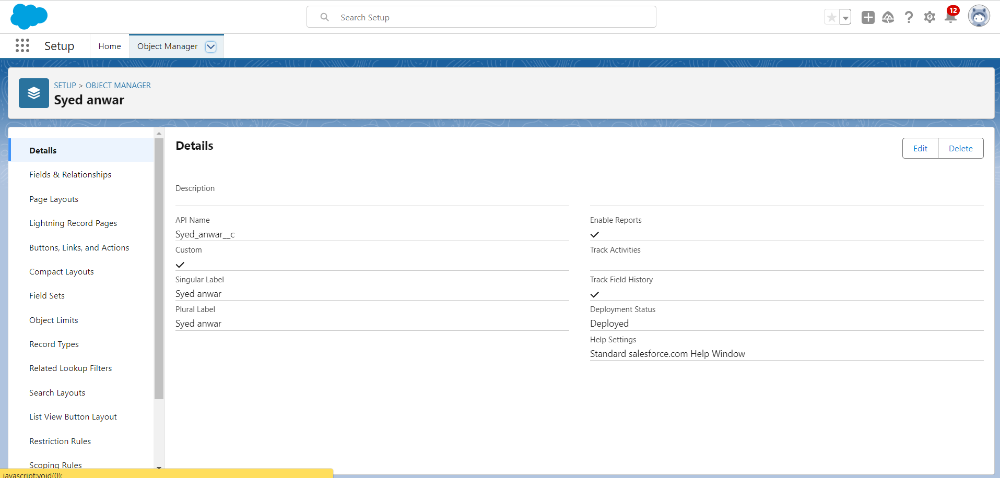 Search Setup
12
Setup
Home
Object Manager
SETUP > OBJECT MANAGER
Syed anwar
Details
Fields & Relationships
Page Layouts
Lightning Record Pages
Buttons, Links, and Actions
Compact Layouts
Field Sets
Object Limits
Record Types
Related Lookup Filters
Search Layouts
List View Button Layout
Restriction Rules
Scoping Rules
Details
Edit
Delete
Description
API Name
Syed_anwar__c
Custom
Singular Label
Syed anwar
Plural Label
Syed anwar
Enable Reports
Track Activities
Track Field History
Deployment Status
Deployed
Help Settings
Standard salesforce.com Help Window
javascript:void(0);